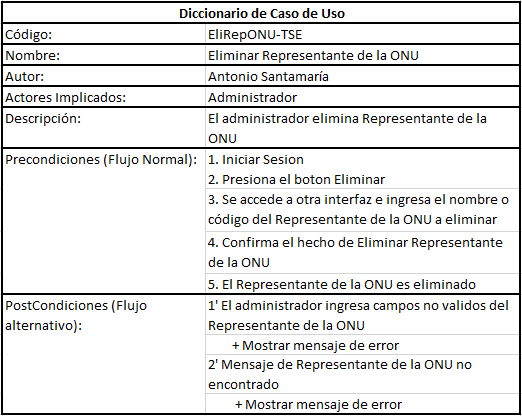 Diccionario de Caso de Uso
Código: EliRepONU-TSE
Nombre: Eliminar Representante de la ONU
Autor: Antonio Santamaría
Actores Implicados: Administrador
Descripción: El administrador elimina Representante de la
ONU
Precondiciones (Flujo Normal): 1. Iniciar Sesion
2. Presiona el boton Eliminar
3. Se accede a otra interfaz e ingresa el nombre o
código del Representante de la ONU a eliminar
4. Confirma el hecho de Eliminar Representante
de la ONU
5. El Representante de la ONU es eliminado
PostCondiciones (Flujo
alternativo):
1' El administrador ingresa campos no validos del
Representante de la ONU
+ Mostrar mensaje de error
2' Mensaje de Representante de la ONU no
encontrado
+ Mostrar mensaje de error